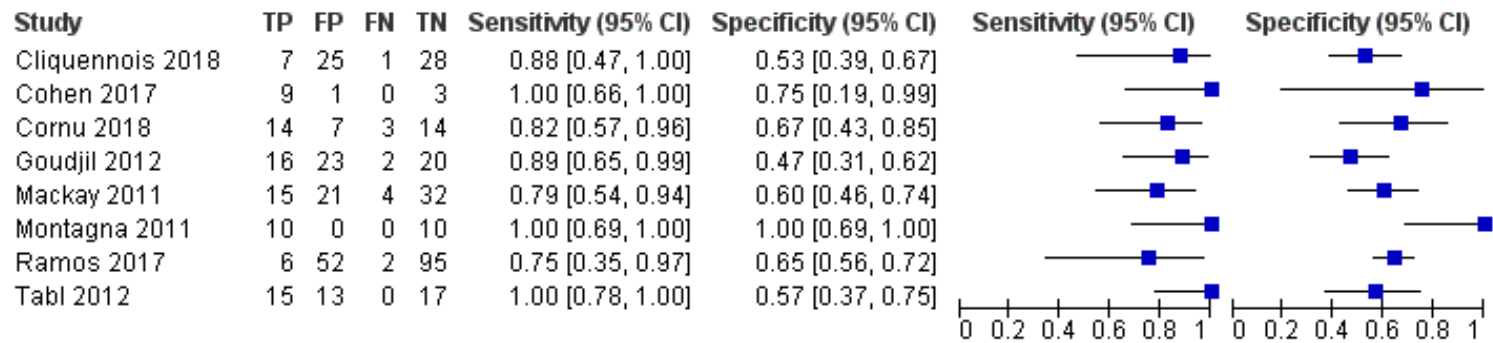 Study TP FP FN TN Sensitivity (95% CI) Specificity (95% CI) Sensitivity (95% CI) Specificity (95% CI)
Cliquennois 2018 7 25 1 28 0.88 [0.47, 1.00] 0.53 [0.39, 0.67]
Cohen 2017 9 1 0 3 1.00 [0.66, 1.00] 0.75 [0.19, 0.99]
Cornu 2018 14 7 3 14 0.82 [0.57, 0.96] 0.67 [0.43, 0.85]
Goudjil 2012 16 23 2 20 0.89 [0.65, 0.99] 0.47 [0.31, 0.62]
Mackay 2011 15 21 4 32 0.79 [0.54, 0.94] 0.60 [0.46, 0.74]
Montagna 2011 10 0 0 10 1.00 [0.69, 1.00] 1.00 [0.69, 1.00]
Ramos 2017 6 52 2 95 0.75 [0.35, 0.97] 0.65 [0.56, 0.72]
Tabl 2012 15 13 0 17 1.00 [0.78, 1.00] 0.57 [0.37, 0.75]
0 0.2 0.4 0.6 0.8 1 0 0.2 0.4 0.6 0.8 1